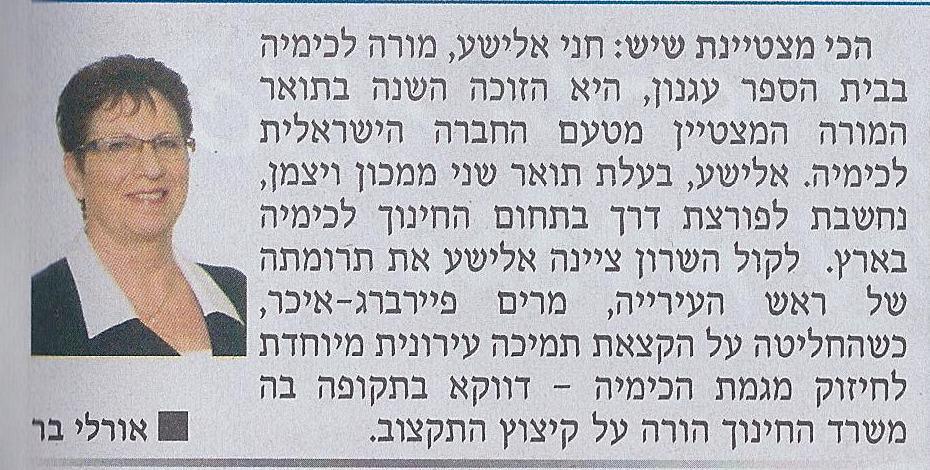 הכי מצטיינת שיש: חני אלישע, מורה לכימיה
בבית הספר עגנון, היא הזוכה השנה בתואר
המורה המצטיין מטעם החברה הישראלית
לכימיה. אלישע, בעלת תואר שני ממכון ויצמן,
נחשבת לפורצת דרך בתחום החינוך לכימיה
בארץ. לקול השרון ציינה אלישע את תרומתה
של ראש העירייה, מרים פיירברג-איכר,
כשהחליטה על הקצאת תמיכה עירונית מיוחדת
לחיזוק מגמת הכימיה - דווקא בתקופה בה
משרד החינוך הורה על קיצוץ התקצוב.
■ אורלי בר